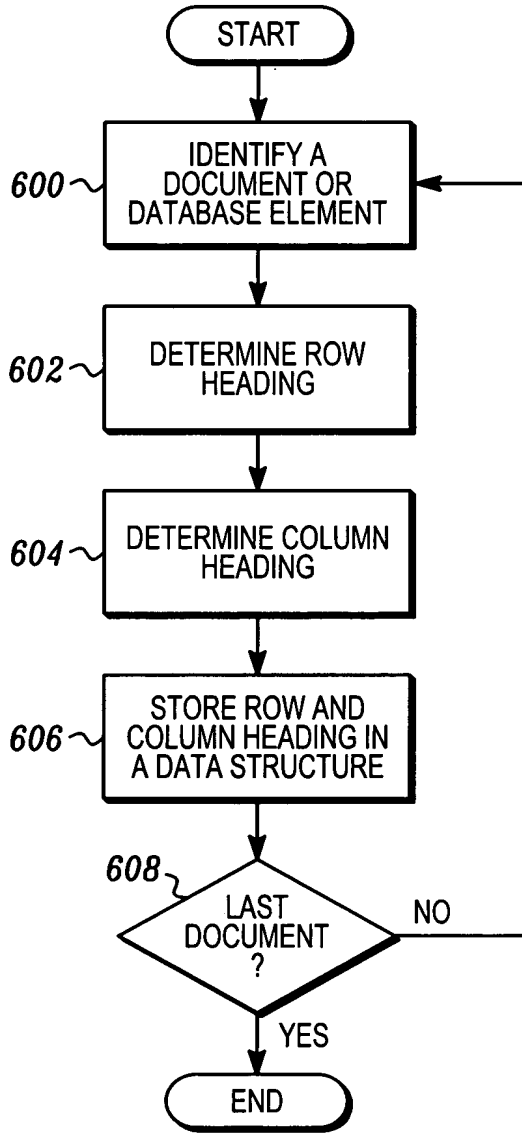 START
600
IDENTIFY A
DOCUMENT OR
DATABASE ELEMENT
602
DETERMINE ROW
HEADING
604
DETERMINE COLUMN
HEADING
606
STORE ROW AND
COLUMN HEADING IN
A DATA STRUCTURE
608
LAST
DOCUMENT
?
NO
YES
END